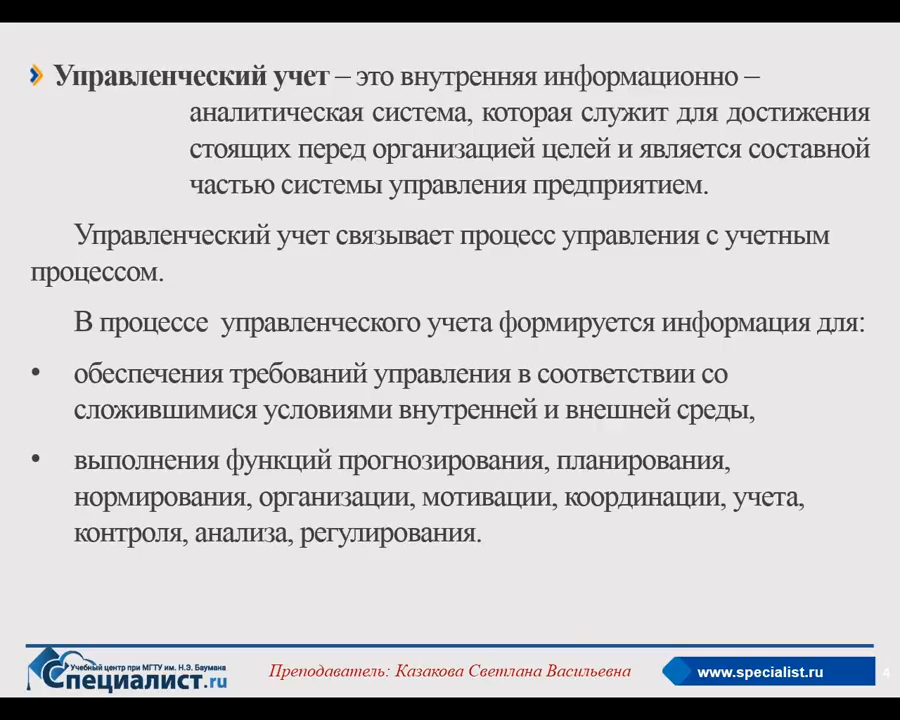 Управленческий учет – это внутренняя информационно –
аналитическая система, которая служит для достижения
стоящих перед организацией целей и является составной
частью системы управления предприятием.
Управленческий учет связывает процесс управления с учетным
процессом.
В процессе управленческого учета формируется информация для:
• обеспечения требований управления в соответствии со
сложившимися условиями внутренней и внешней среды,
• выполнения функций прогнозирования, планирования,
нормирования, организации, мотивации, координации, учета,
контроля, анализа, регулирования.
Учебный центр при МГТУ им. Н.Э. Баумана
Специалист.ru
Преподаватель: Казакова Светлана Васильевна
www.specialist.ru
4